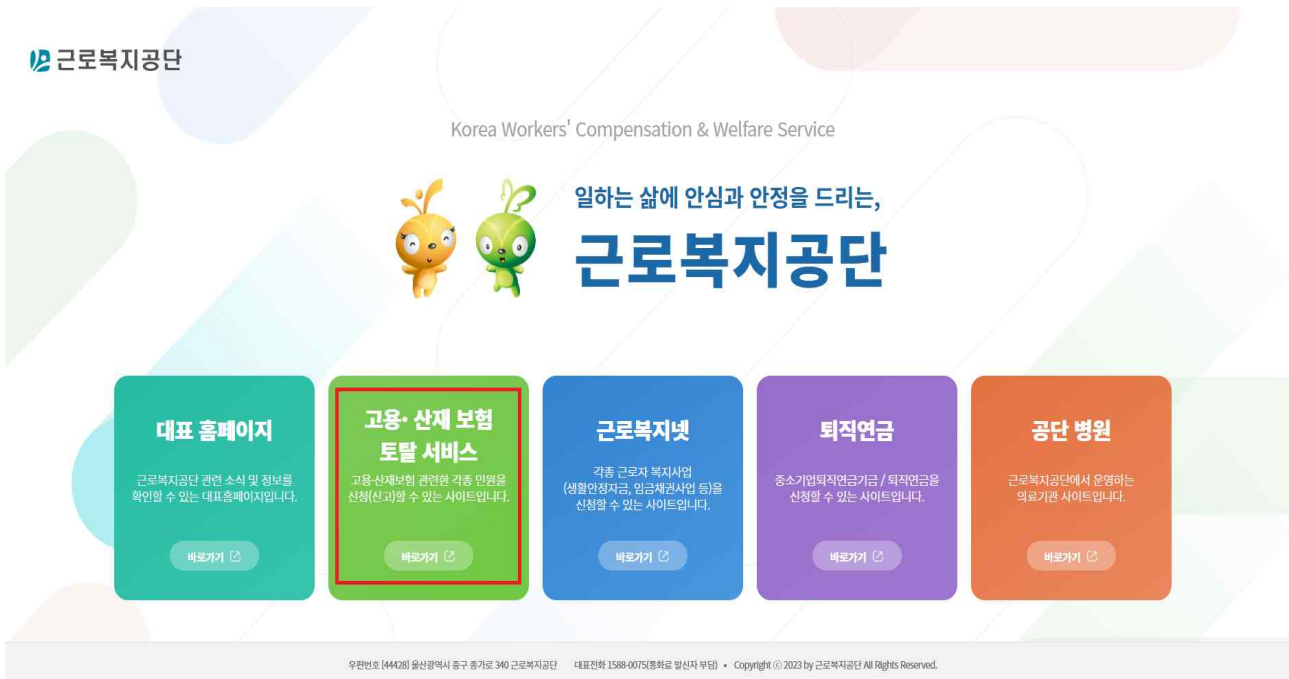 근로복지공단
Korea Workers' Compensation & Welfare Service
일하는 삶에 안심과 안정을 드리는,
근로복지공단
대표 홈페이지
근로복지공단 관련 소식 및 정보를
확인할 수 있는 대표홈페이지입니다.
바로가기
고용· 산재 보험
토탈 서비스
고용·산재보험 관련한 각종 민원을
신청(신고)할 수 있는 사이트입니다.
바로가기
근로복지넷
각종 근로자 복지사업
(생활안정자금, 임금채권사업 등)을
신청할 수 있는 사이트입니다.
바로가기
퇴직연금
중소기업퇴직연금기금 / 퇴직연금을
신청할 수 있는 사이트입니다.
바로가기
공단 병원
근로복지공단에서 운영하는
의료기관 사이트입니다.
바로가기
우편번호 [44428] 울산광역시 중구 종가로 340 근로복지공단 대표전화 1588-0075(통화료 발신자 부담) • Copyright ⓒ 2023 by 근로복지공단 All Rights Reserved.